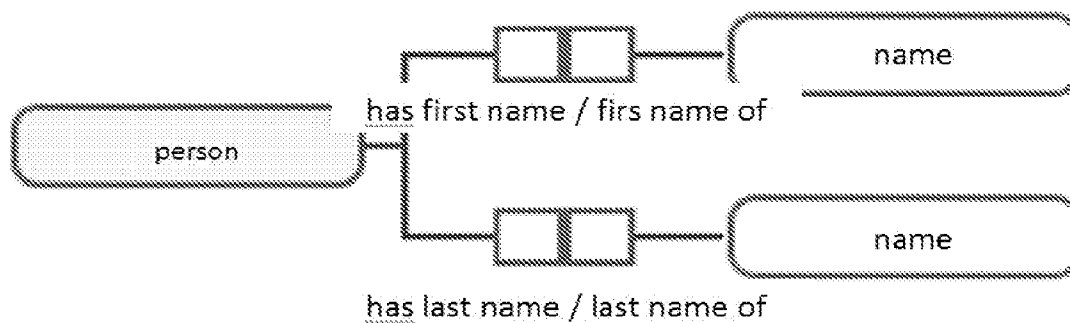 name
has first name / firs name of
person
name
has last name / last name of